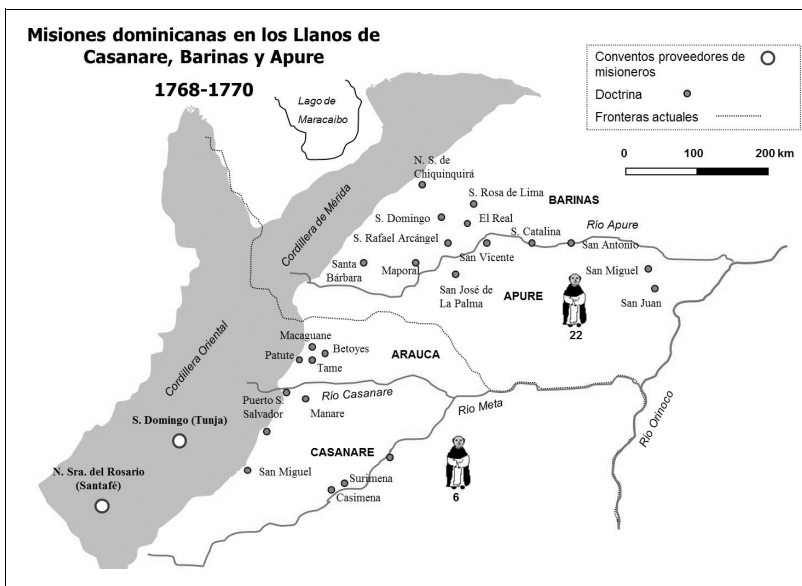 Misiones dominicanas en los Llanos de
Casanare, Barinas y Apure
1768-1770
Conventos proveedores de
misioneros
Doctrina
Fronteras actuales
0 100 200 km
Lago de
Maracaibo
N. S. de
Chiquinquirá
S. Rosa de Lima
BARINAS
Cordillera de Mérida
S. Domingo
El Real
Río Apure
S. Rafael Arcángel
S. Catalina
San Vicente
San Antonio
Santa
Bárbara
Maporal
San José de
La Palma
San Miguel
APURE
San Juan
22
Macaguane
Betoyes
Patute
Tame
ARAUCA
Cordillera Oriental
Puerto S.
Salvador
Río Casanare
Manare
Río Meta
Río Orinoco
S. Domingo (Tunja)
CASANARE
N. Sra. del Rosario
(Santafé)
San Miguel
Surimena
Casimena
6